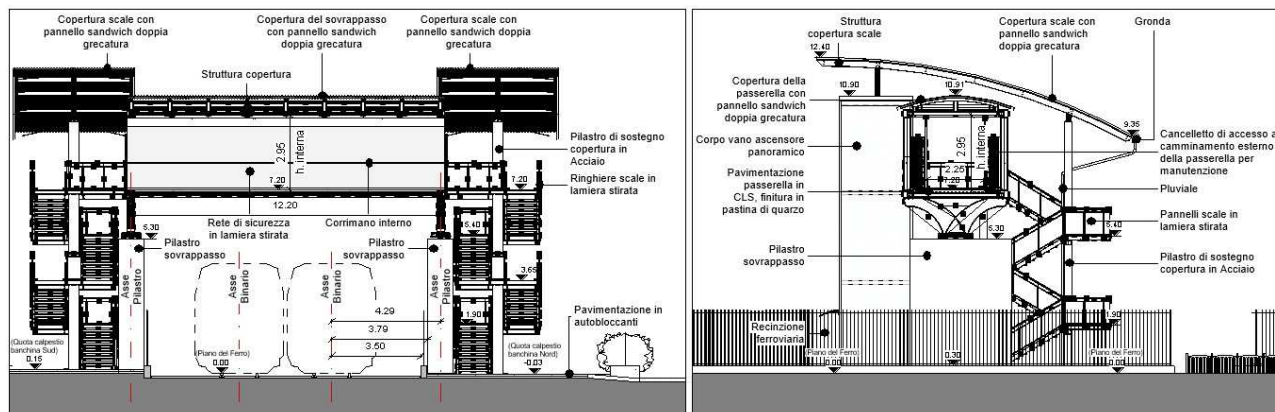 Copertura scale con
pannello sandwich doppia
grecatura
Copertura del sovrappasso
con pannello sandwich
doppia grecatura
Copertura scale con
pannello sandwich doppia
grecatura
Struttura copertura
Pilastro di sostegno
copertura in
Acciaio
Ringhiere scale in
lamiera stirata
2.95
h. interna
7.20
7.20
12.20
Rete di sicurezza
in lamiera stirata
Corrimano interno
5.30
5.40
Pilastro
sovrappasso
Pilastro
sovrappasso
3.65
Asse
Pilastro
Asse
Binario
Asse
Binario
Asse
Pilastro
4.29
3.79
3.50
1.90
Pavimentazione in
autobloccanti
(Quota calpestio
banchina Sud)
0.15
(Piano del Ferro)
0.00
(Quota calpestio
banchina Nord)
-0.03
Struttura
copertura scale
Copertura scale con
pannello sandwich
doppia grecatura
Gronda
12.40
Copertura della
passerella con
pannello sandwich
doppia grecatura
10.90
10.91
9.35
Corpo vano ascensore
panoramico
2.95
h. interna
2.25
7.20
Cancelletto di accesso a
camminamento esterno
della passerella per
manutenzione
Pavimentazione
passerella in
CLS, finitura in
pastina di quarzo
Pluviale
Pannelli scale in
lamiera stirata
5.30
5.40
Pilastro
sovrappasso
Pilastro di sostegno
copertura in Acciaio
1.90
Recinzione
ferroviaria
(Piano del Ferro)
0.00
0.30
(Piano del Ferro)
0.00